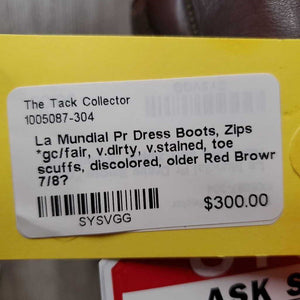 The Tack Collector
1005087-304
La Mundial Pr Dress Boots, Zips
*gc/fair, v.dirty, v.stained, toe
scuffs, discolored, older Red Browr
7/8?
SYSVGG
$300.00
ASK S